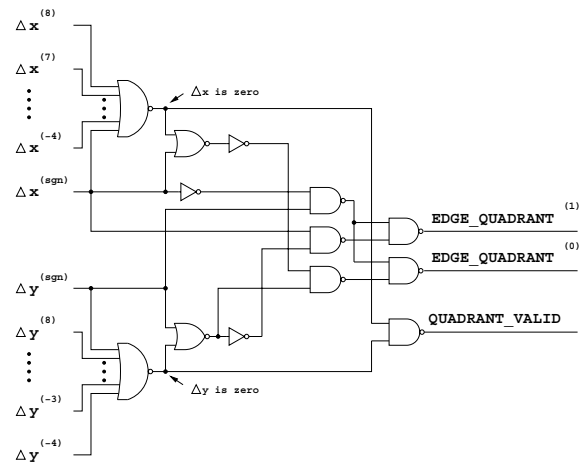 △ x (8)
△ x (7)
△ x is zero
△ x (-4)
△ x (sgn)
EDGE_QUADRANT (1)
EDGE_QUADRANT (0)
△ y (sgn)
△ y (8)
QUADRANT_VALID
△ y is zero
△ y (-3)
△ y (-4)